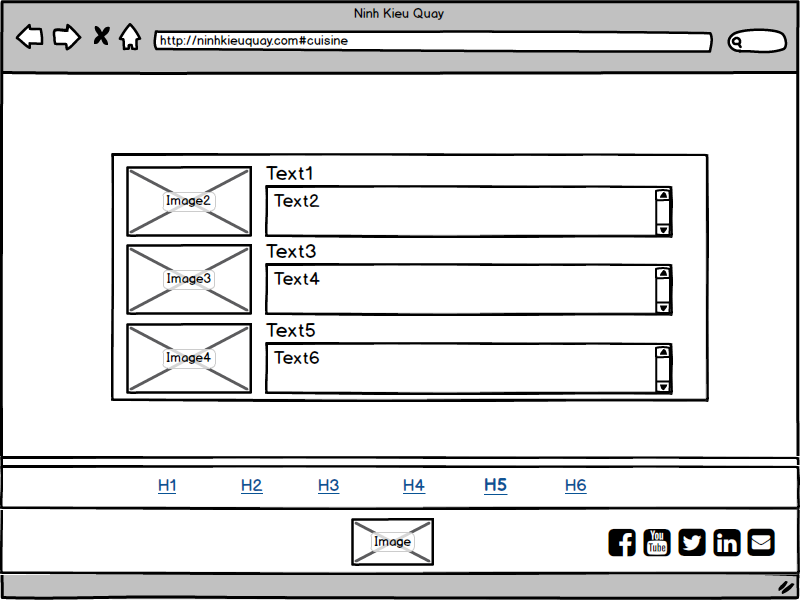 Ninh Kieu Quay
http://ninhkieuquay.com#cuisine
Image2
Text1
Text2
Image3
Text3
Text4
Image4
Text5
Text6
H1 H2 H3 H4 H5 H6
Image
You
Tube
in